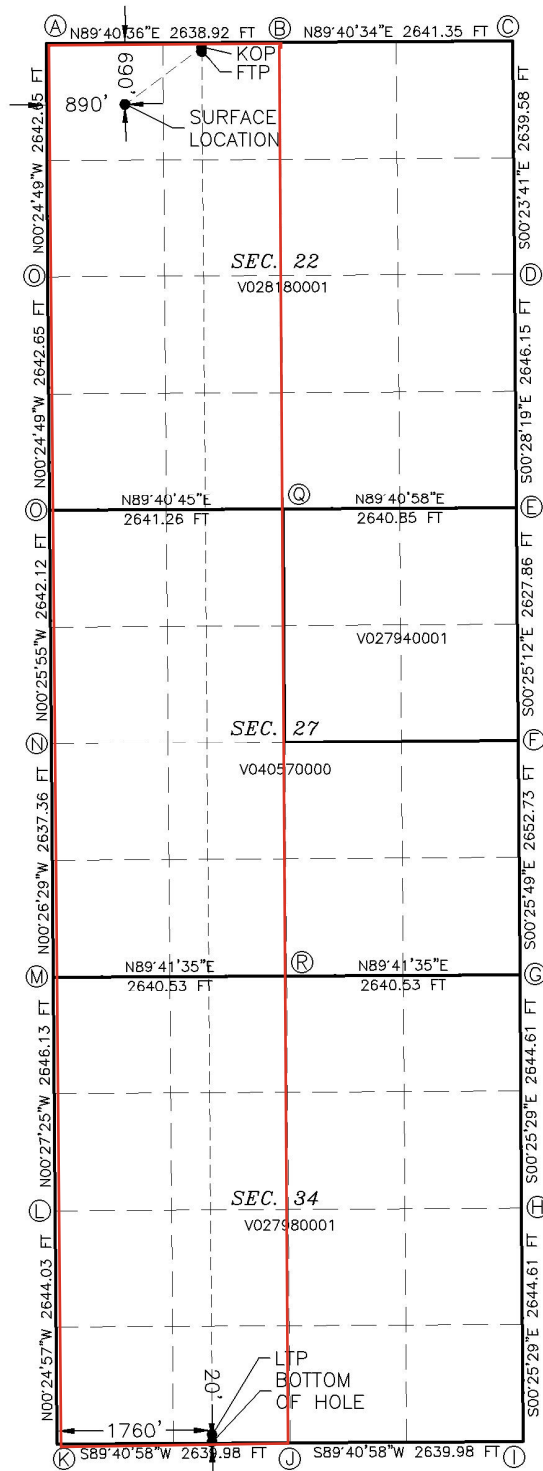 A
B
C
N89°40'36"E 2638.92 FT
N89°40'34"E 2641.35 FT
KOP
FTP
690'
890'
SURFACE
LOCATION
N00°24'49"W 2642.65 FT
S00°23'41"E 2639.58 FT
SEC. 22
V028180001
O
D
N00°24'49"W 2642.65 FT
S00°28'19"E 2646.15 FT
Q
O
N89°40'45"E
2641.26 FT
N89°40'58"E
2640.85 FT
E
N00°25'55"W 2642.12 FT
S00°25'12"E 2627.86 FT
V027940001
SEC. 27
N
F
V040570000
N00°26'29"W 2637.36 FT
S00°25'49"E 2652.73 FT
R
M
N89°41'35"E
2640.53 FT
N89°41'35"E
2640.53 FT
G
N00°27'25"W 2646.13 FT
S00°25'29"E 2644.61 FT
SEC. 34
L
H
V027980001
N00°24'57"W 2644.03 FT
S00°25'29"E 2644.61 FT
LTP
BOTTOM
OF HOLE
20'
1760'
S89°40'58"W 2639.98 FT
S89°40'58"W 2639.98 FT
K
J
I